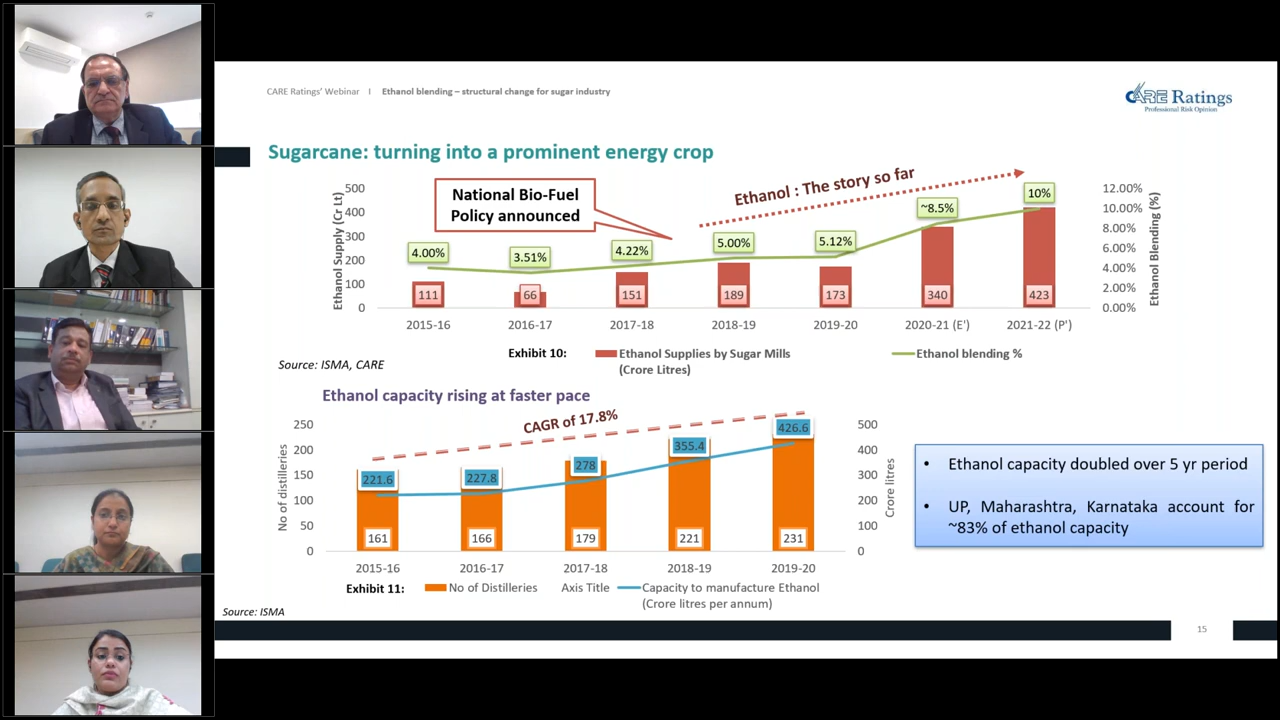 CARE Ratings' Webinar I Ethanol blending – structural change for sugar industry
CARE Ratings
Professional Risk Opinion
Sugarcane: turning into a prominent energy crop
Ethanol Supply (Cr Lt)
500
400
300
200
100
0
National Bio-Fuel
Policy announced
Ethanol : The story so far
4.00%
3.51%
4.22%
5.00%
5.12%
~8.5%
10%
111
66
151
189
173
340
423
12.00%
10.00%
8.00%
6.00%
4.00%
2.00%
0.00%
Ethanol Blending (%)
2015-16
2016-17
2017-18
2018-19
2019-20
2020-21 (E')
2021-22 (P')
Exhibit 10:
Ethanol Supplies by Sugar Mills
(Crore Litres)
Ethanol blending %
Source: ISMA, CARE
Ethanol capacity rising at faster pace
No of distilleries
250
200
150
100
50
0
CAGR of 17.8%
221.6
227.8
278
355.4
426.6
161
166
179
221
231
500
400
300
200
100
0
Crore litres
2015-16
2016-17
2017-18
2018-19
2019-20
Exhibit 11:
No of Distilleries
Axis Title
Capacity to manufacture Ethanol
(Crore litres per annum)
Source: ISMA
• Ethanol capacity doubled over 5 yr period
• UP, Maharashtra, Karnataka account for
~83% of ethanol capacity
15